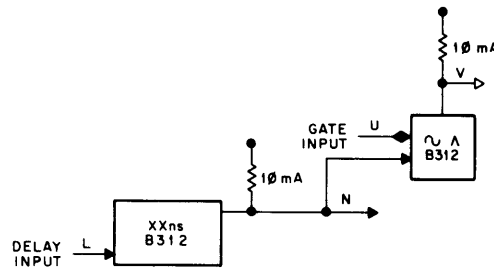 1Ø mA
V
GATE
INPUT
U
∿ ∧
B312
1Ø mA
N
XXns
B312
DELAY
INPUT
L